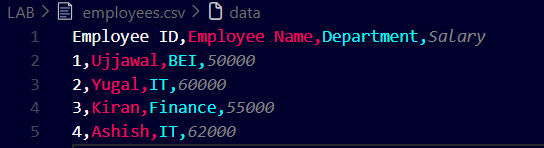 LAB > employees.csv > data
1 Employee ID,Employee Name,Department,Salary
2 1,Ujjawal,BEI,50000
3 2,Yugal,IT,60000
4 3,Kiran,Finance,55000
5 4,Ashish,IT,62000